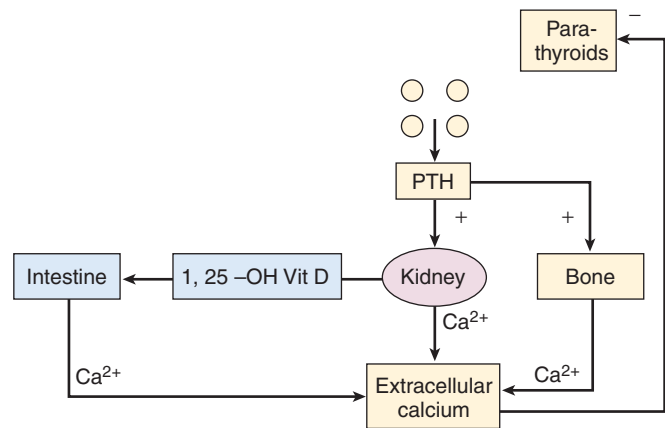 Para-
thyroids
–
PTH
+
+
Intestine
1, 25 –OH Vit D
Kidney
Bone
Ca2+
Ca2+
Ca2+
Extracellular
calcium